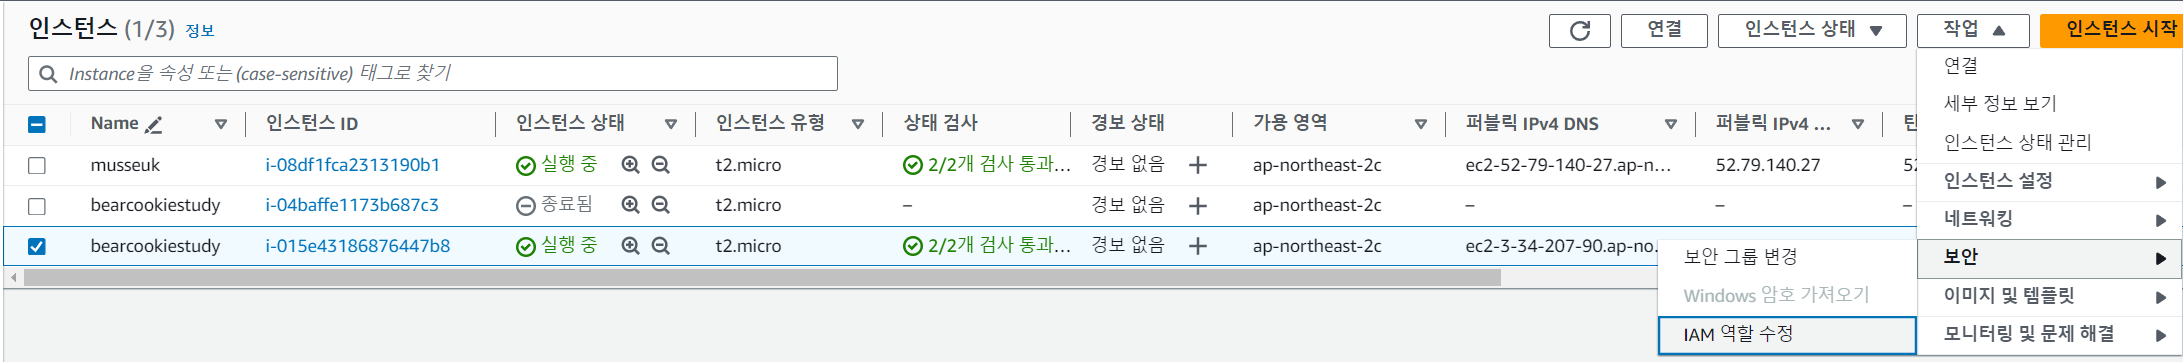 인스턴스 (1/3) 정보
연결
인스턴스 상태
작업
인스턴스 시작
Instance을 속성 또는 (case-sensitive) 태그로 찾기
Name 인스턴스 ID 인스턴스 상태 인스턴스 유형 상태 검사 경보 상태 가용 영역 퍼블릭 IPv4 DNS 퍼블릭 IPv4 ...
musseuk i-08df1fca2313190b1 실행 중 t2.micro 2/2개 검사 통과... 경보 없음 + ap-northeast-2c ec2-52-79-140-27.ap-n... 52.79.140.27
bearcookiestudy i-04baffe1173b687c3 종료됨 t2.micro – 경보 없음 + ap-northeast-2c – – –
bearcookiestudy i-015e43186876447b8 실행 중 t2.micro 2/2개 검사 통과... 경보 없음 + ap-northeast-2c ec2-3-34-207-90.ap-no.
연결
세부 정보 보기
인스턴스 상태 관리
인스턴스 설정
네트워킹
보안
이미지 및 템플릿
모니터링 및 문제 해결
보안 그룹 변경
Windows 암호 가져오기
IAM 역할 수정